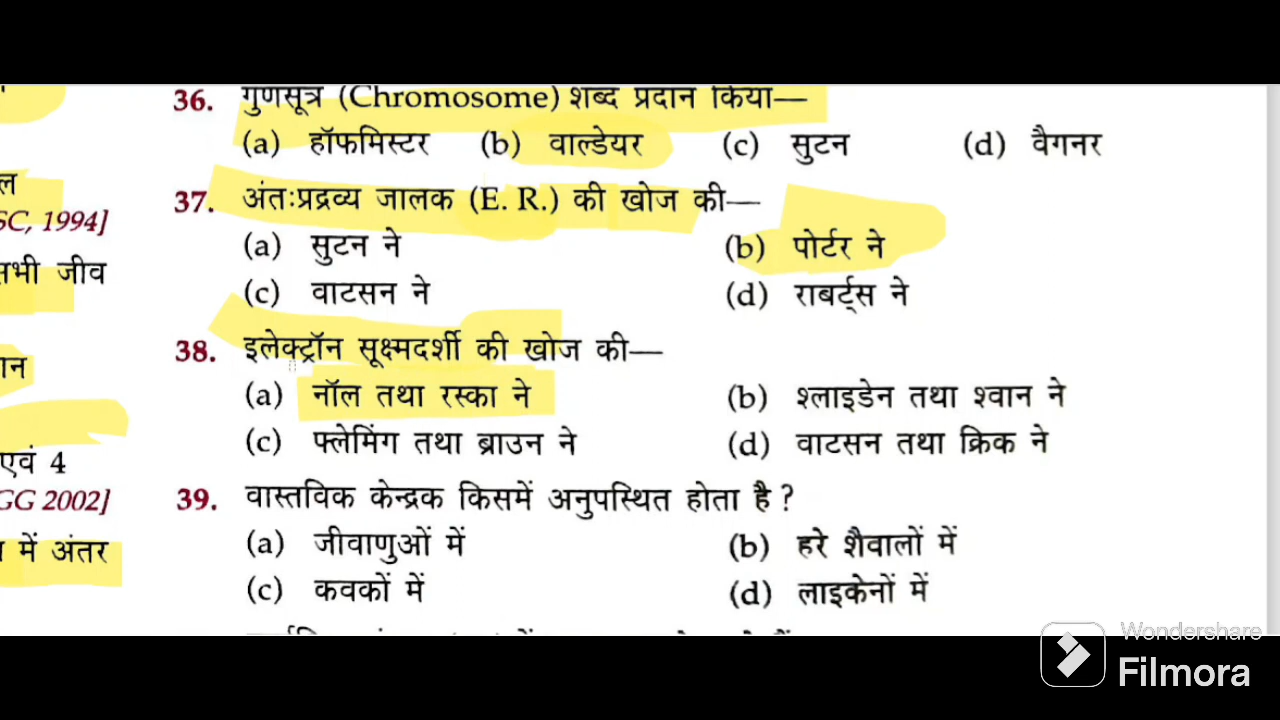 36. गुणसूत्र (Chromosome) शब्द प्रदान किया—
(a) हॉफमिस्टर (b) वाल्डेयर (c) सुटन (d) वैगनर
37. अंतःप्रद्रव्य जालक (E. R.) की खोज की—
(a) सुटन ने (b) पोर्टर ने
(c) वाटसन ने (d) राबर्ट्स ने
38. इलेक्ट्रॉन सूक्ष्मदर्शी की खोज की—
(a) नॉल तथा रस्का ने (b) श्लाइडेन तथा श्वान ने
(c) फ्लेमिंग तथा ब्राउन ने (d) वाटसन तथा क्रिक ने
39. वास्तविक केन्द्रक किसमें अनुपस्थित होता है ?
(a) जीवाणुओं में (b) हरे शैवालों में
(c) कवकों में (d) लाइकेनों में
SC, 1994]
जीव
एवं 4
GG 2002]
में अंतर
Wondershare
Filmora